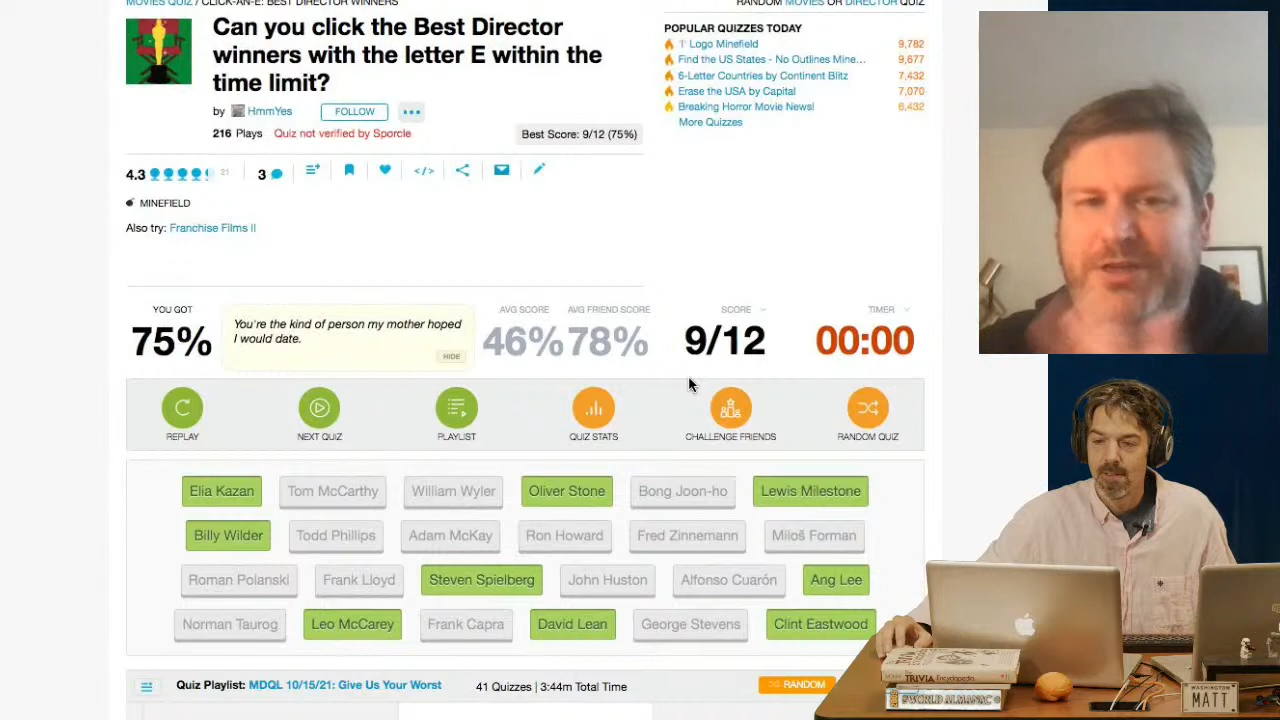 MOVIES QUIZ / CLICK-AN-E: BEST DIRECTOR WINNERS
RANDOM MOVIES OR DIRECTOR QUIZ
Can you click the Best Director
winners with the letter E within the
time limit?
by HmmYes FOLLOW
216 Plays Quiz not verified by Sporcle
Best Score: 9/12 (75%)
POPULAR QUIZZES TODAY
Logo Minefield 9,782
Find the US States - No Outlines Mine... 9,677
6-Letter Countries by Continent Blitz 7,432
Erase the USA by Capital 7,070
Breaking Horror Movie News! 6,432
More Quizzes
4.3 21 3 </>
MINEFIELD
Also try: Franchise Films II
YOU GOT
75%
You're the kind of person my mother hoped
I would date.
HIDE
AVG SCORE AVG FRIEND SCORE
46% 78%
SCORE
9/12
TIMER
00:00
REPLAY NEXT QUIZ PLAYLIST QUIZ STATS CHALLENGE FRIENDS RANDOM QUIZ
Elia Kazan Tom McCarthy William Wyler Oliver Stone Bong Joon-ho Lewis Milestone
Billy Wilder Todd Phillips Adam McKay Ron Howard Fred Zinnemann Miloš Forman
Roman Polanski Frank Lloyd Steven Spielberg John Huston Alfonso Cuarón Ang Lee
Norman Taurog Leo McCarey Frank Capra David Lean George Stevens Clint Eastwood
Quiz Playlist: MDQL 10/15/21: Give Us Your Worst 41 Quizzes | 3:44m Total Time RANDOM
TRIVIA Encyclopedia
WORLD ALMANAC
WASHINGTON
MATT